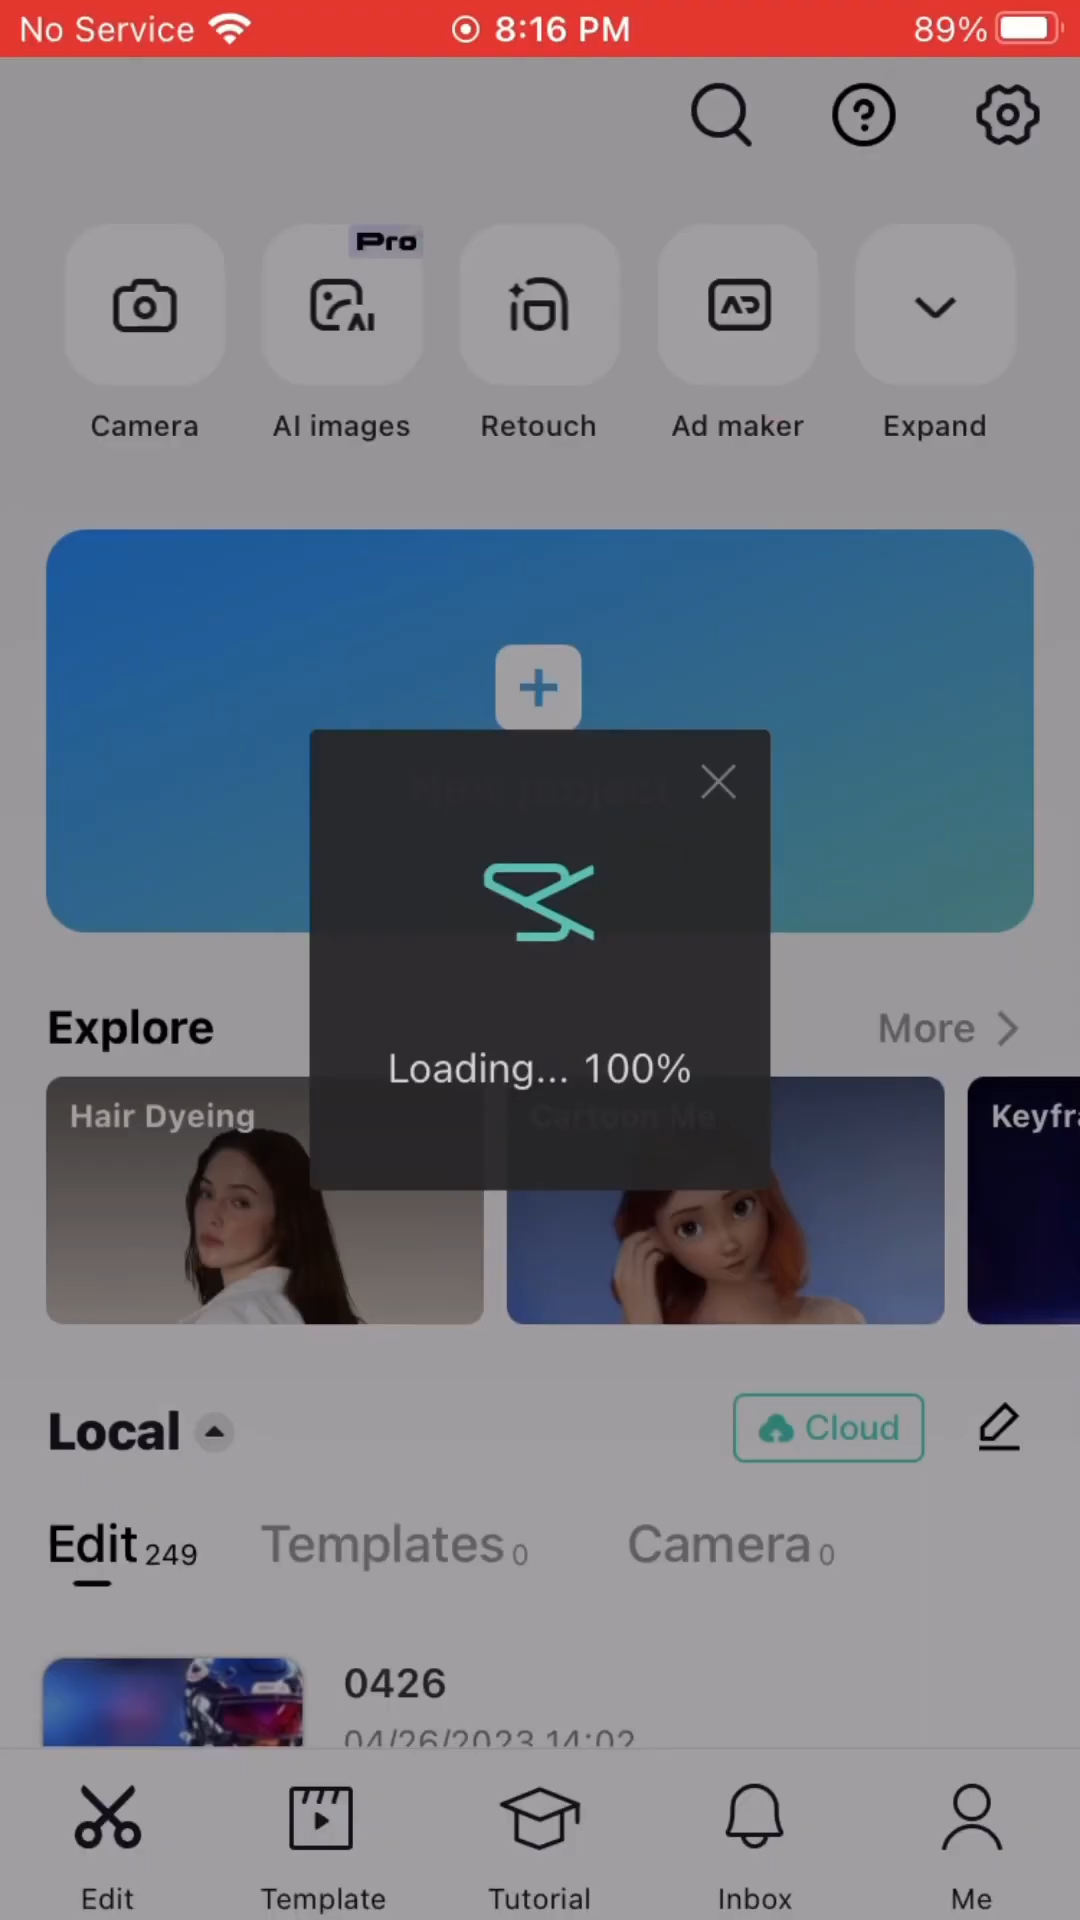 No Service 8:16 PM 89%
Pro
AI
Camera AI images Retouch Ad maker Expand
AD
New project
Loading... 100%
Explore More
Hair Dyeing Cartoon Me
Local Cloud
Edit 249 Templates 0 Camera 0
0426
04/26/2023 14:02
Edit Template Tutorial Inbox Me